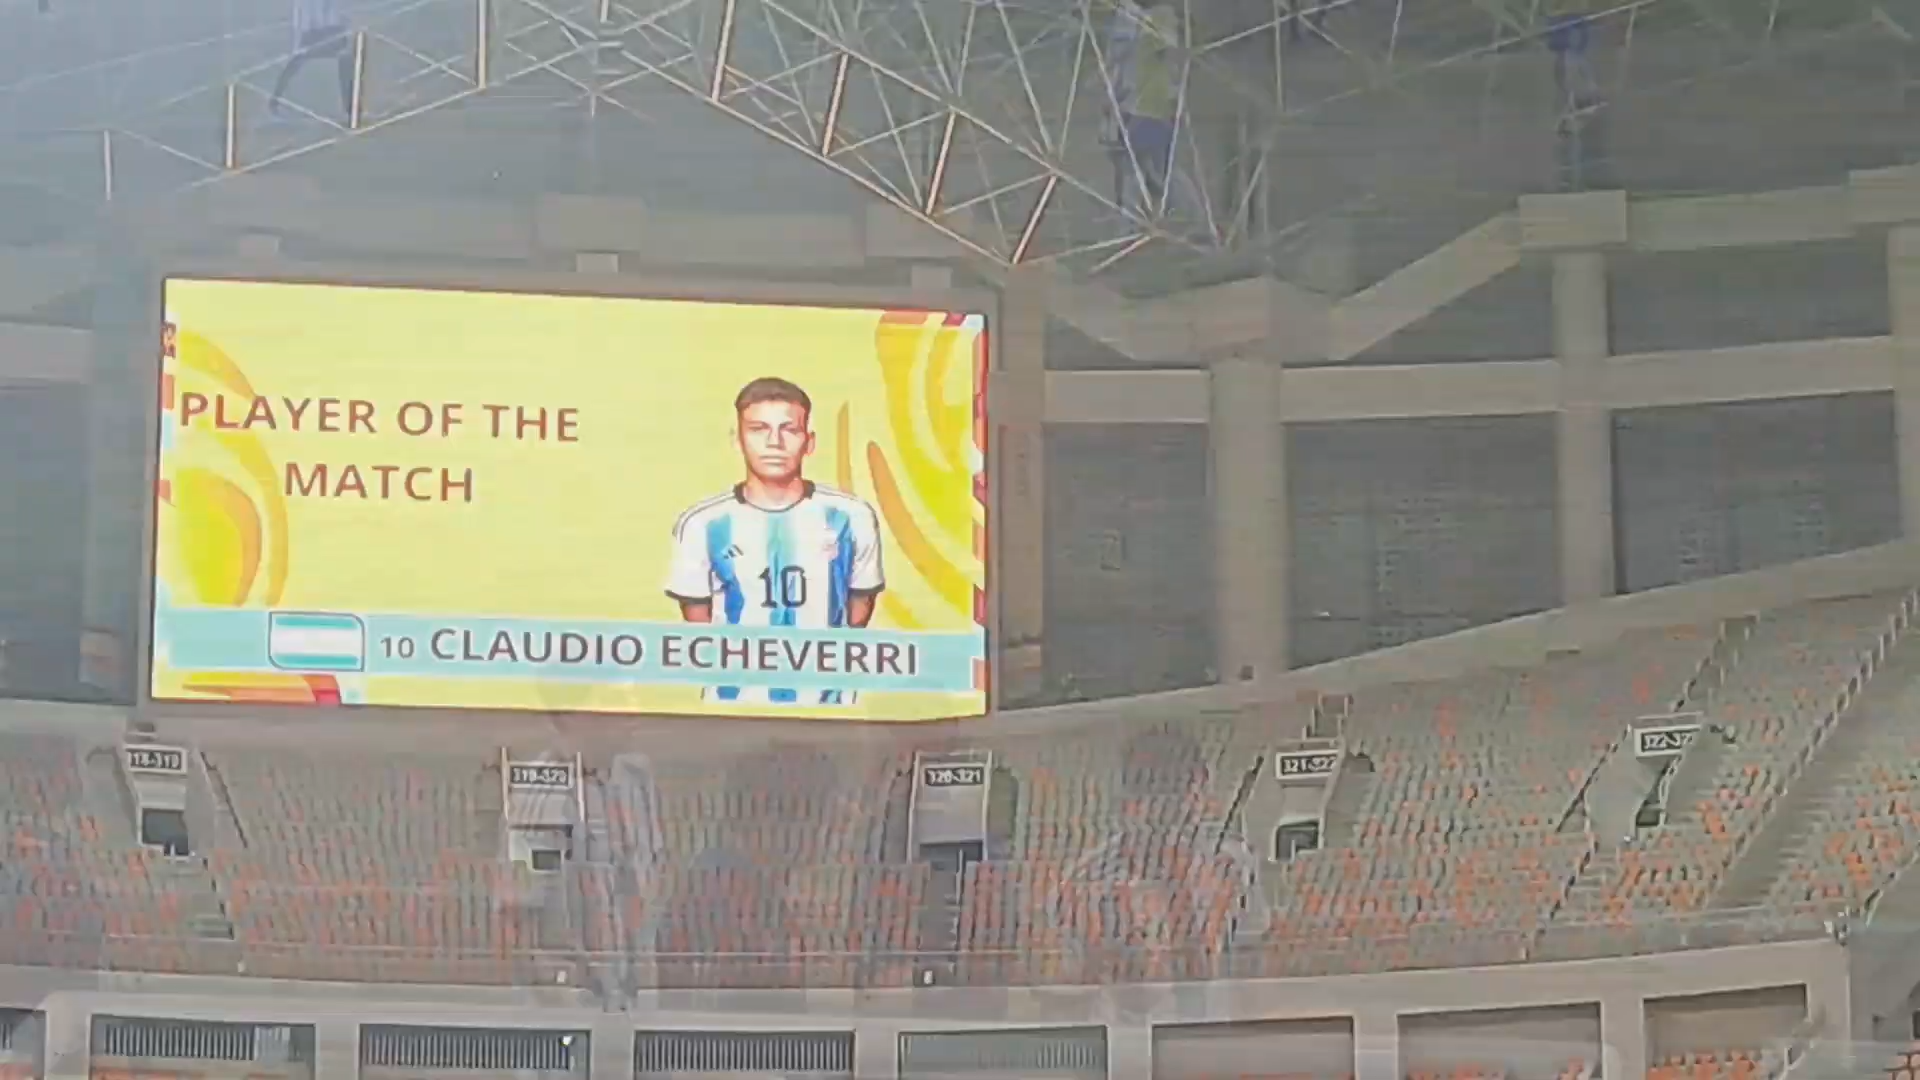 PLAYER OF THE
MATCH
10
10 CLAUDIO ECHEVERRI
318-319
319-320
320-321
321-322